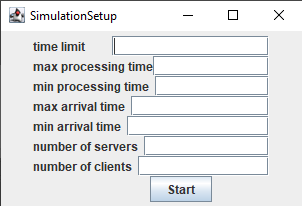 SimulationSetup
time limit
max processing time
min processing time
max arrival time
min arrival time
number of servers
number of clients
Start